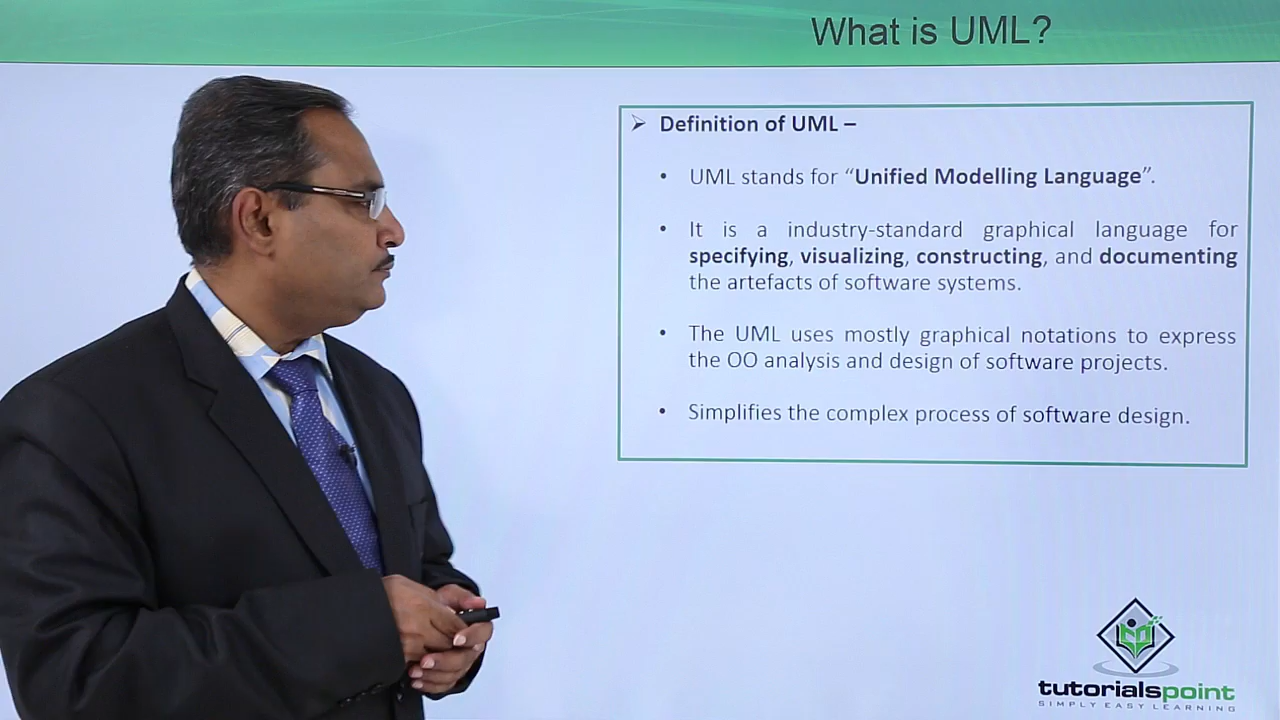 What is UML?
➢ Definition of UML –
• UML stands for “Unified Modelling Language”.
• It is a industry-standard graphical language for
specifying, visualizing, constructing, and documenting
the artefacts of software systems.
• The UML uses mostly graphical notations to express
the OO analysis and design of software projects.
• Simplifies the complex process of software design.
tutorialspoint
SIMPLY EASY LEARNING